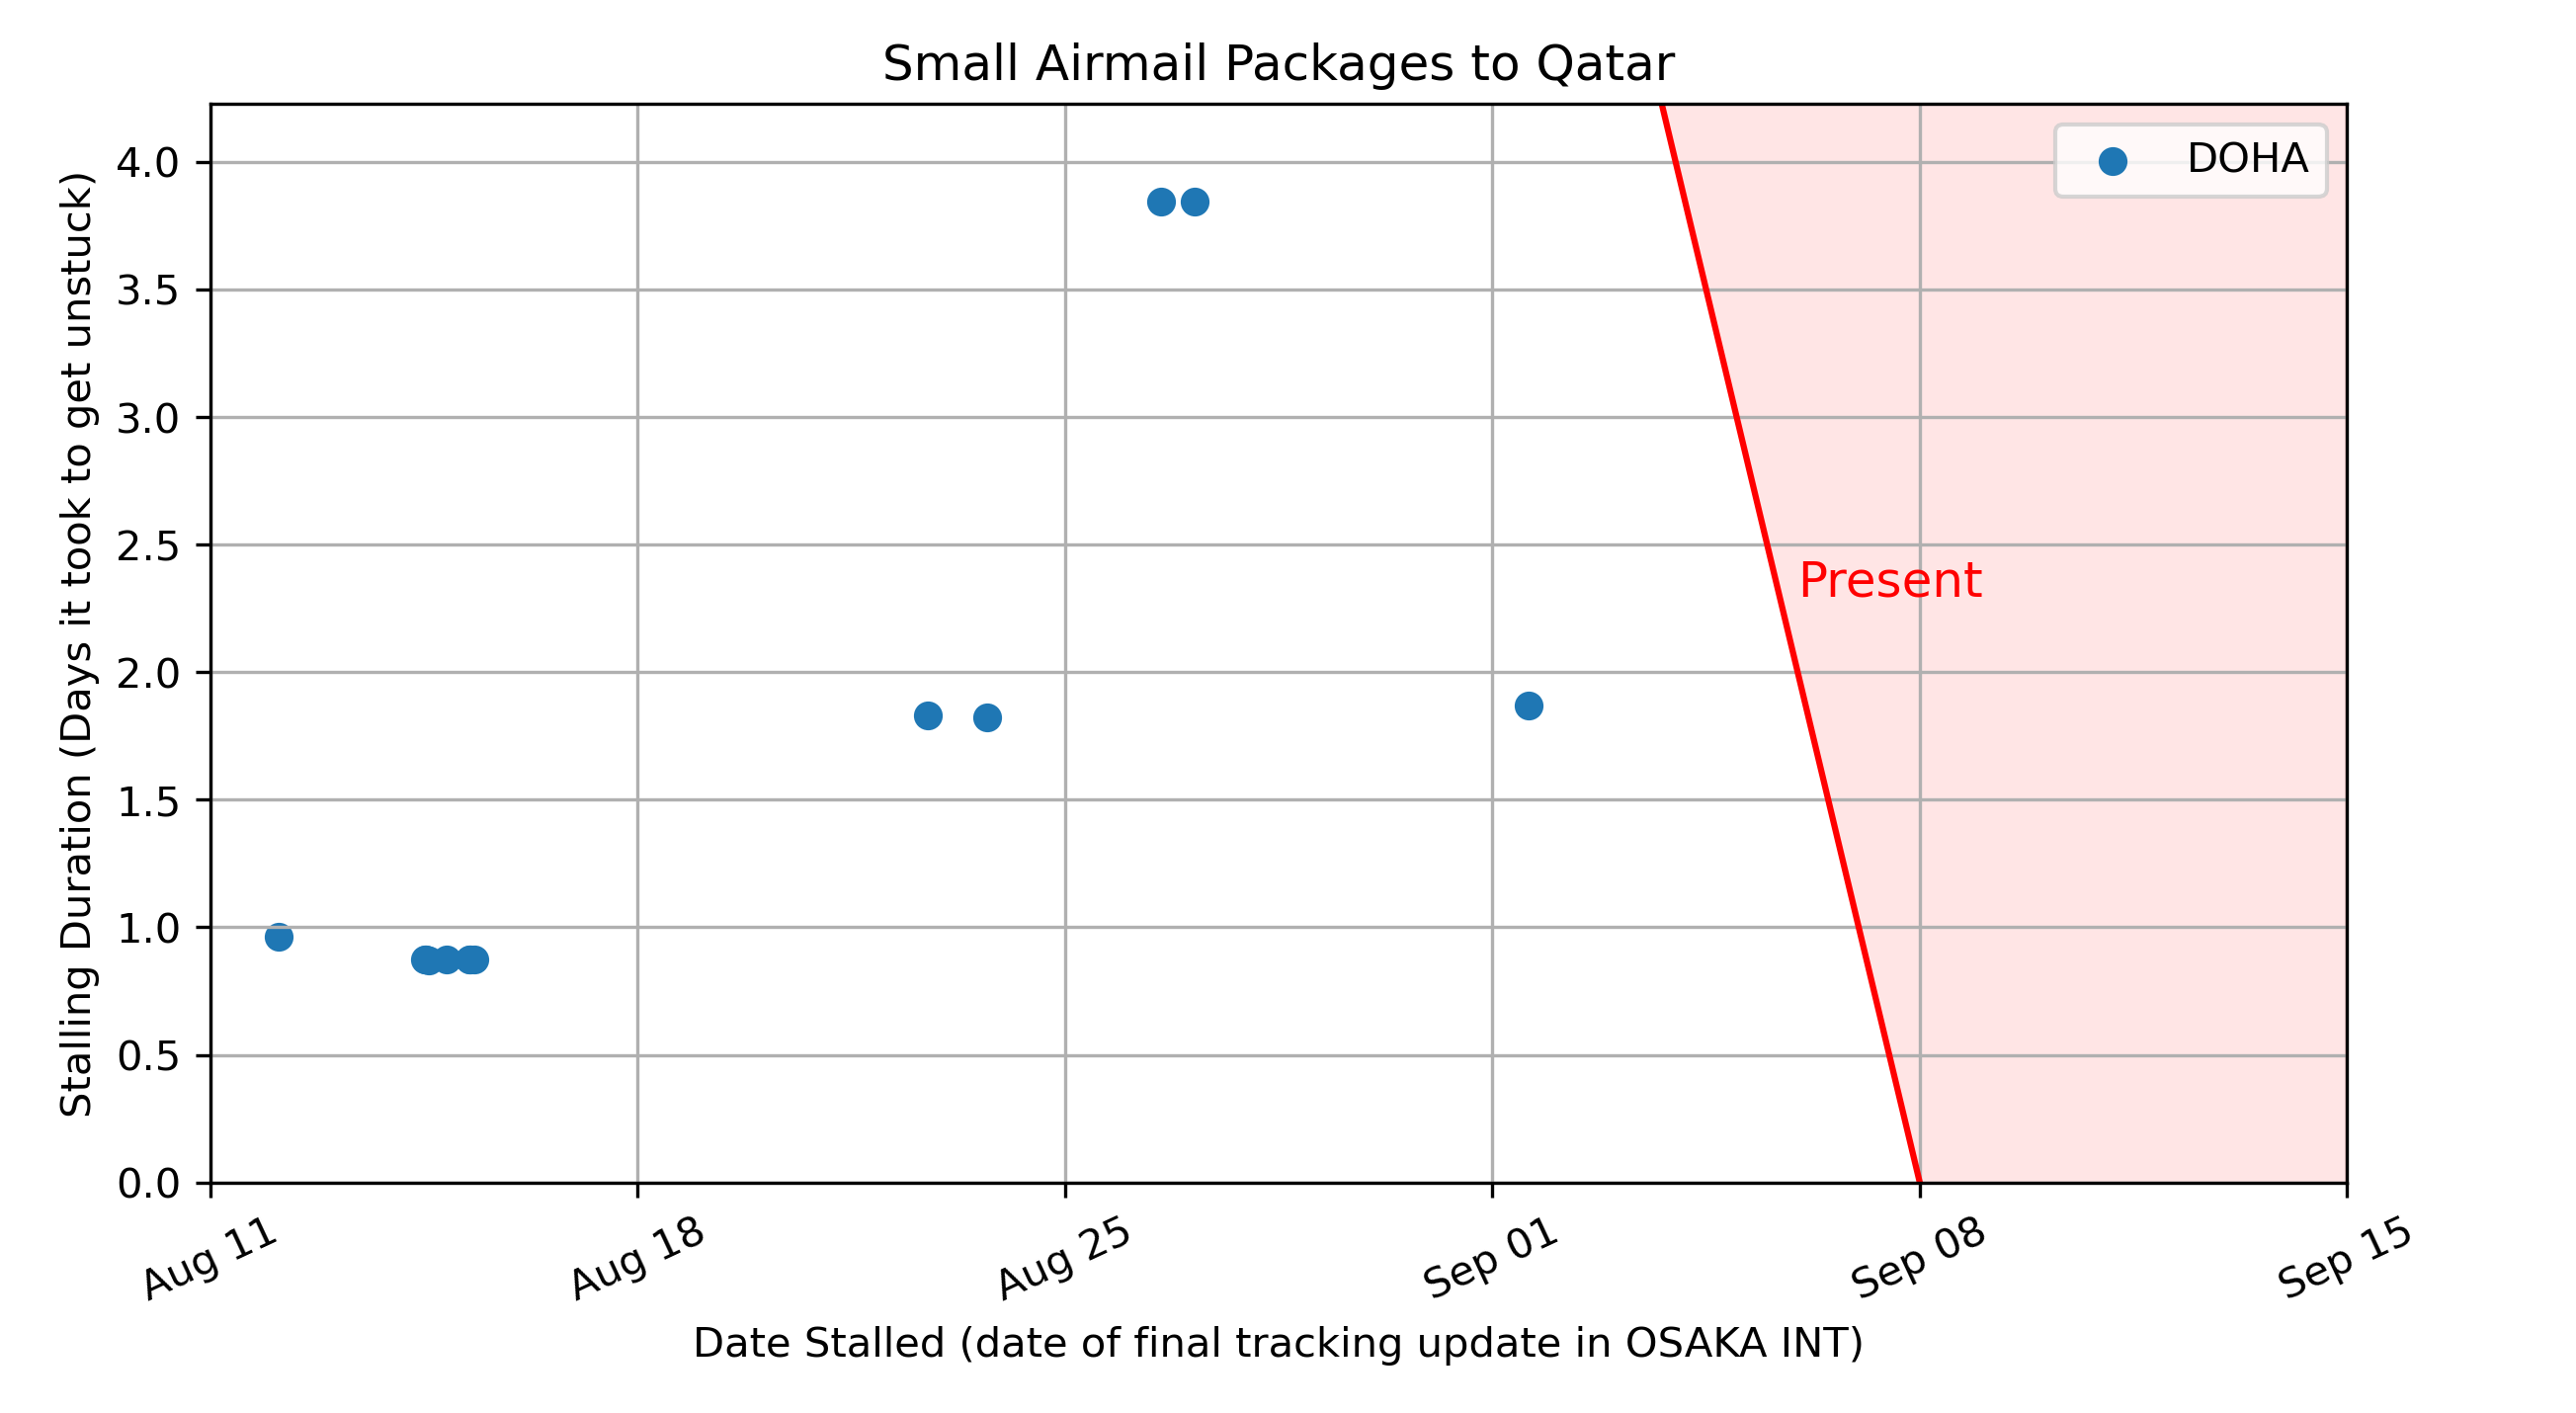 Small Airmail Packages to Qatar
DOHA
Present
Stalling Duration (Days it took to get unstuck)
4.0
3.5
3.0
2.5
2.0
1.5
1.0
0.5
0.0
Aug 11
Aug 18
Aug 25
Sep 01
Sep 08
Sep 15
Date Stalled (date of final tracking update in OSAKA INT)